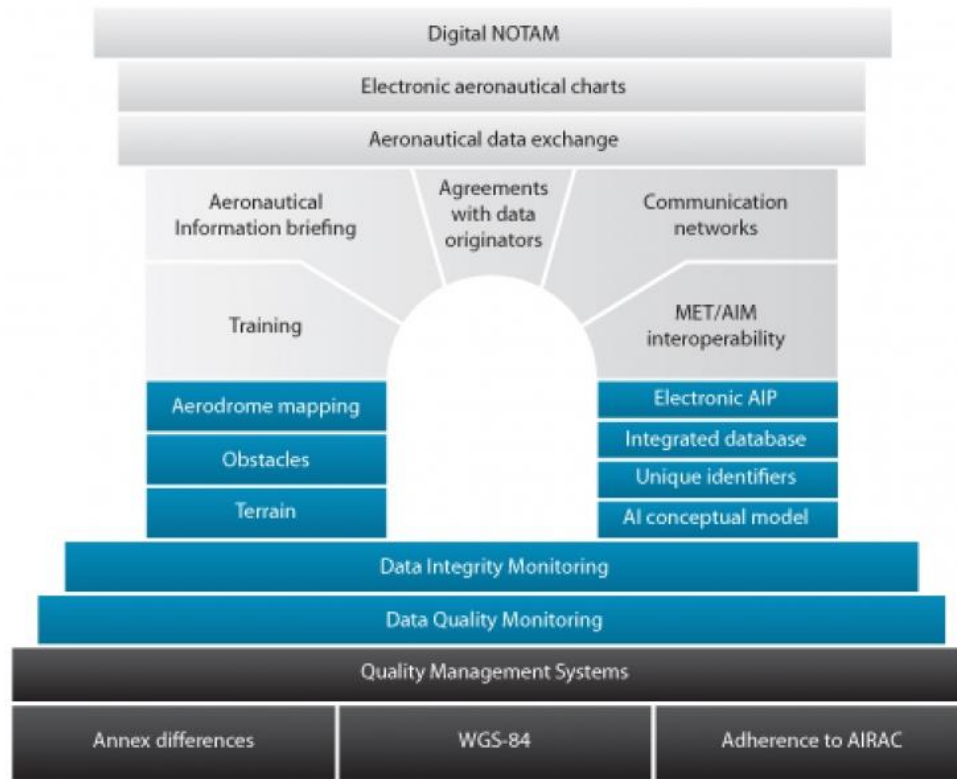 Digital NOTAM
Electronic aeronautical charts
Aeronautical data exchange
Aeronautical
Information briefing
Agreements
with data
originators
Communication
networks
Training
MET/AIM
interoperability
Aerodrome mapping
Obstacles
Terrain
Electronic AIP
Integrated database
Unique identifiers
AI conceptual model
Data Integrity Monitoring
Data Quality Monitoring
Quality Management Systems
Annex differences
WGS-84
Adherence to AIRAC